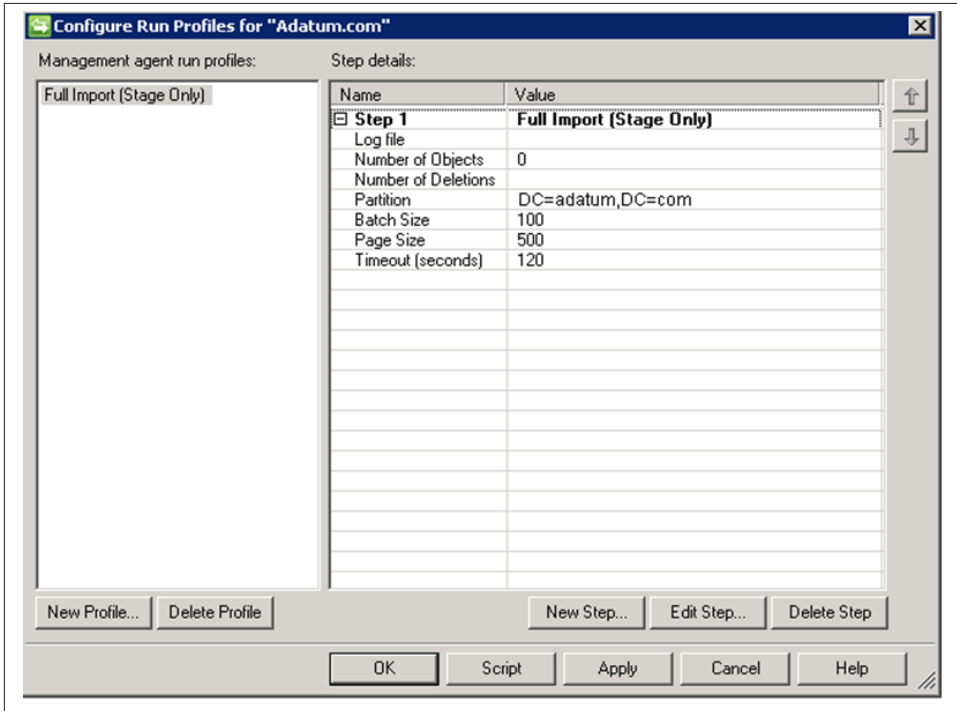 Configure Run Profiles for "Adatum.com"
Management agent run profiles:
Step details:
Full Import (Stage Only)
Name Value
Step 1 Full Import (Stage Only)
Log file
Number of Objects 0
Number of Deletions
Partition DC=adatum,DC=com
Batch Size 100
Page Size 500
Timeout (seconds) 120
New Profile... Delete Profile New Step... Edit Step... Delete Step
OK Script Apply Cancel Help